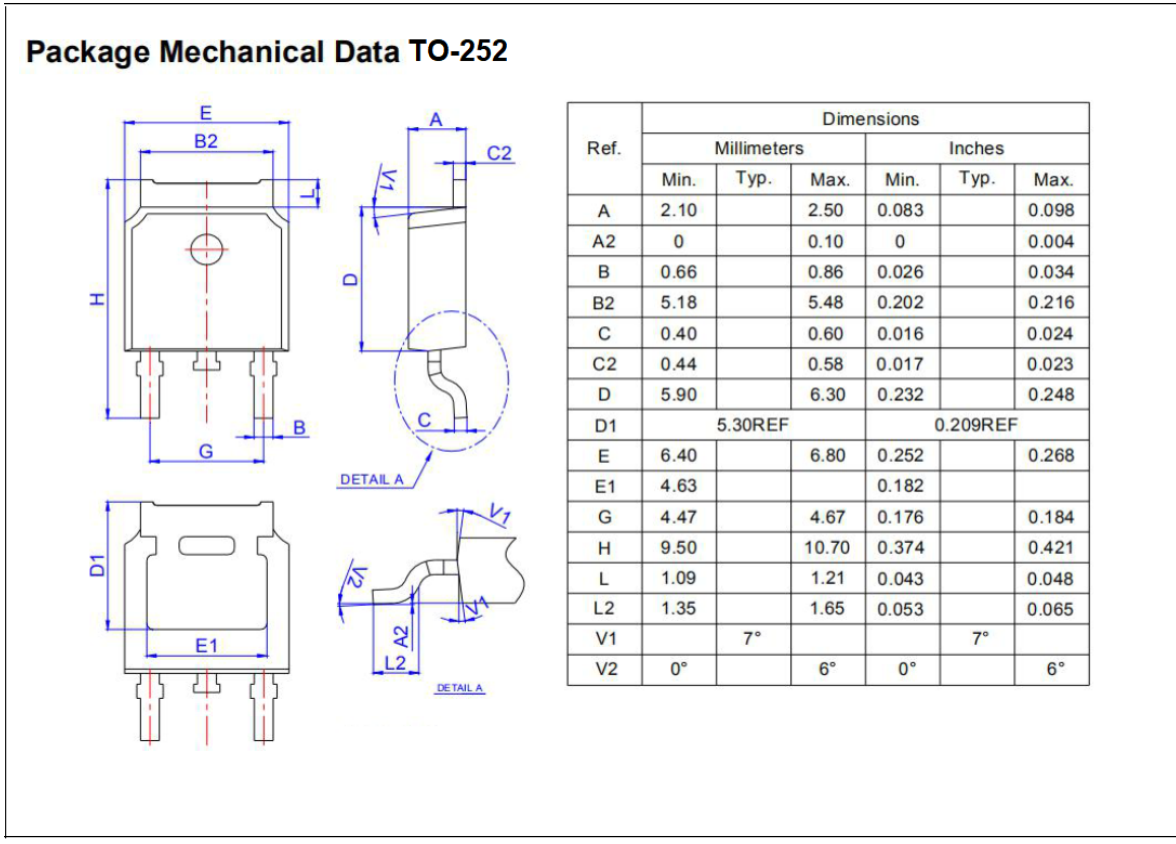 Package Mechanical Data TO-252
E
B2
A
C2
V1
L
D
H
C
B
G
DETAIL A
V1
D1
V2
V1
E1
A2
L2
DETAIL A
Ref. Dimensions
Millimeters Inches
Min. Typ. Max. Min. Typ. Max.
A 2.10 2.50 0.083 0.098
A2 0 0.10 0 0.004
B 0.66 0.86 0.026 0.034
B2 5.18 5.48 0.202 0.216
C 0.40 0.60 0.016 0.024
C2 0.44 0.58 0.017 0.023
D 5.90 6.30 0.232 0.248
D1 5.30REF 0.209REF
E 6.40 6.80 0.252 0.268
E1 4.63 0.182
G 4.47 4.67 0.176 0.184
H 9.50 10.70 0.374 0.421
L 1.09 1.21 0.043 0.048
L2 1.35 1.65 0.053 0.065
V1 7° 7°
V2 0° 6° 0° 6°